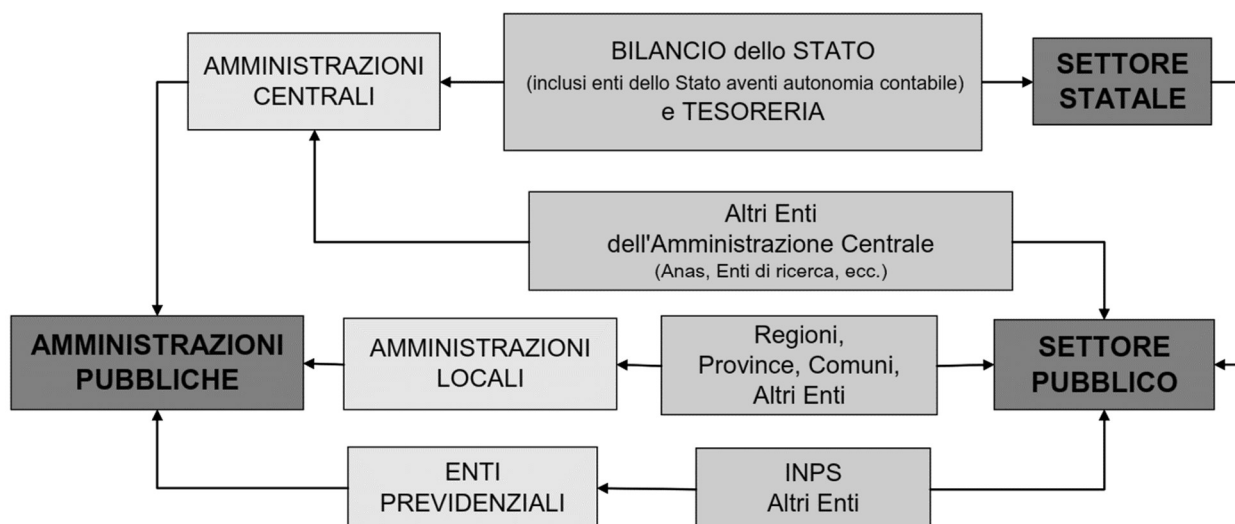 AMMINISTRAZIONI
CENTRALI
BILANCIO dello STATO
(inclusi enti dello Stato aventi autonomia contabile)
e TESORERIA
SETTORE
STATALE
Altri Enti
dell'Amministrazione Centrale
(Anas, Enti di ricerca, ecc.)
AMMINISTRAZIONI
PUBBLICHE
AMMINISTRAZIONI
LOCALI
Regioni,
Province, Comuni,
Altri Enti
SETTORE
PUBBLICO
ENTI
PREVIDENZIALI
INPS
Altri Enti